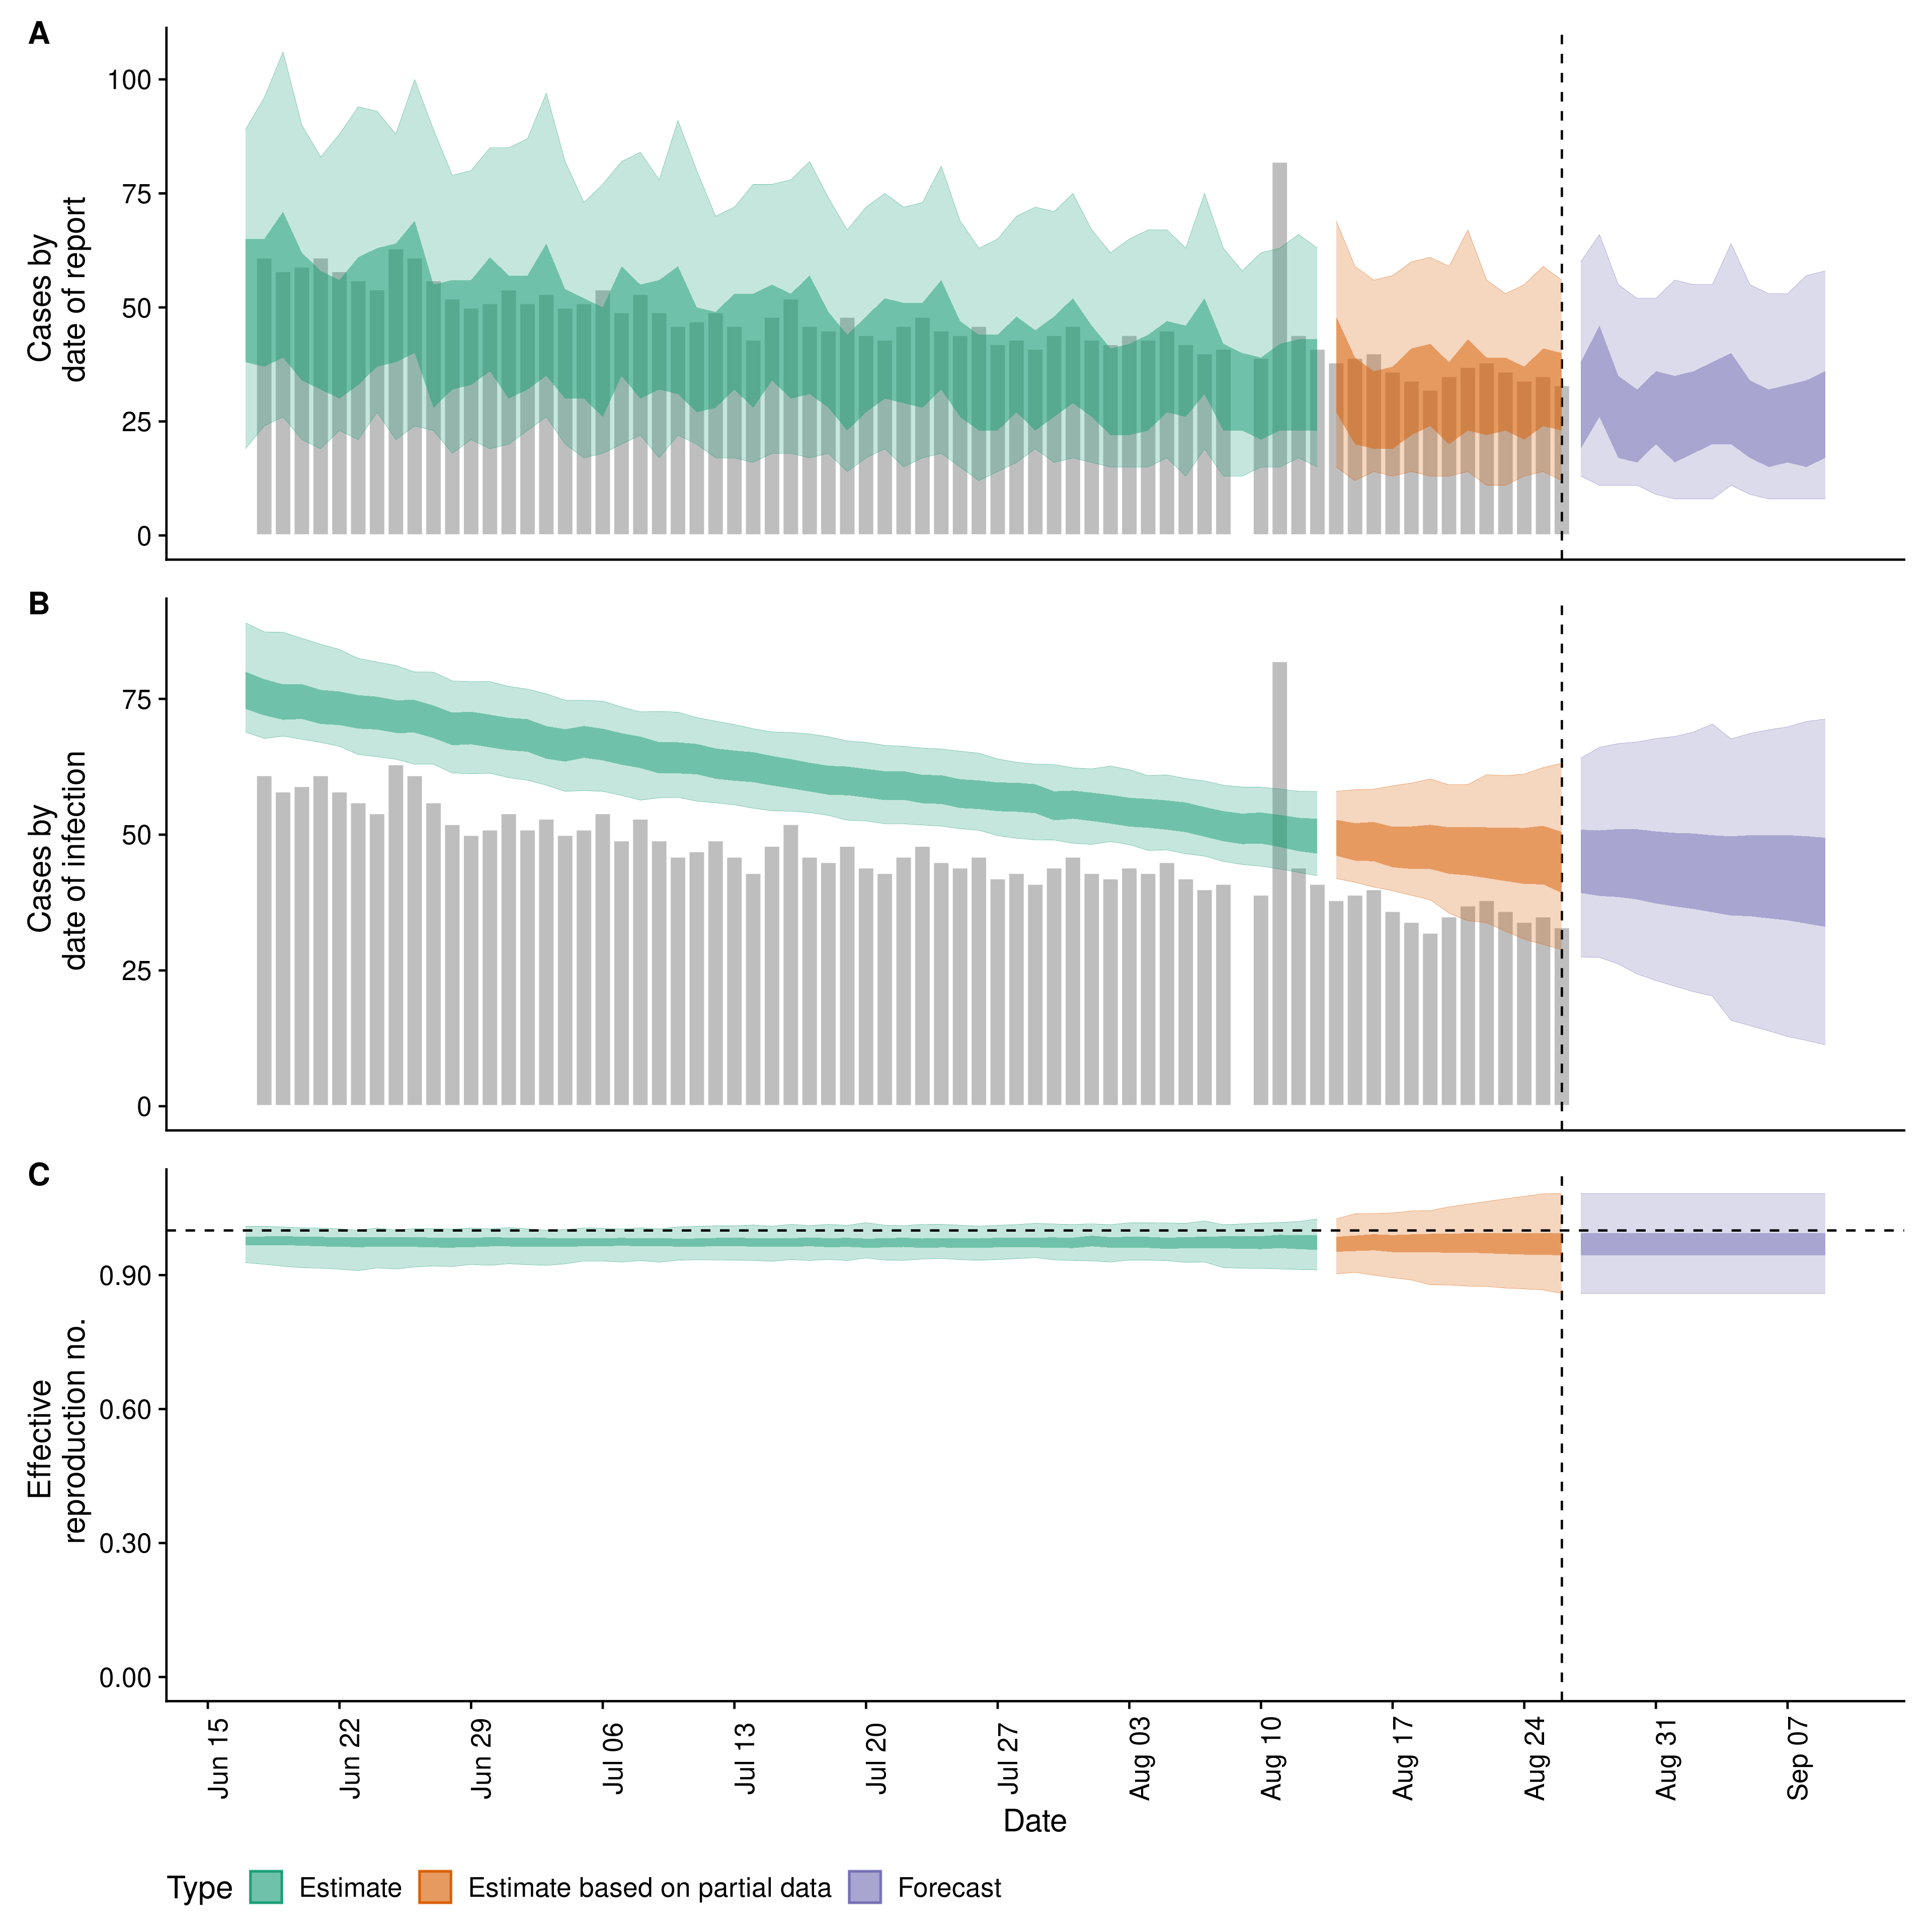 A
100
75
50
25
0
Cases by
date of report
B
75
50
25
0
Cases by
date of infection
C
0.90
0.60
0.30
0.00
Effective
reproduction no.
Jun 15
Jun 22
Jun 29
Jul 06
Jul 13
Jul 20
Jul 27
Aug 03
Aug 10
Aug 17
Aug 24
Aug 31
Sep 07
Date
Type Estimate Estimate based on partial data Forecast